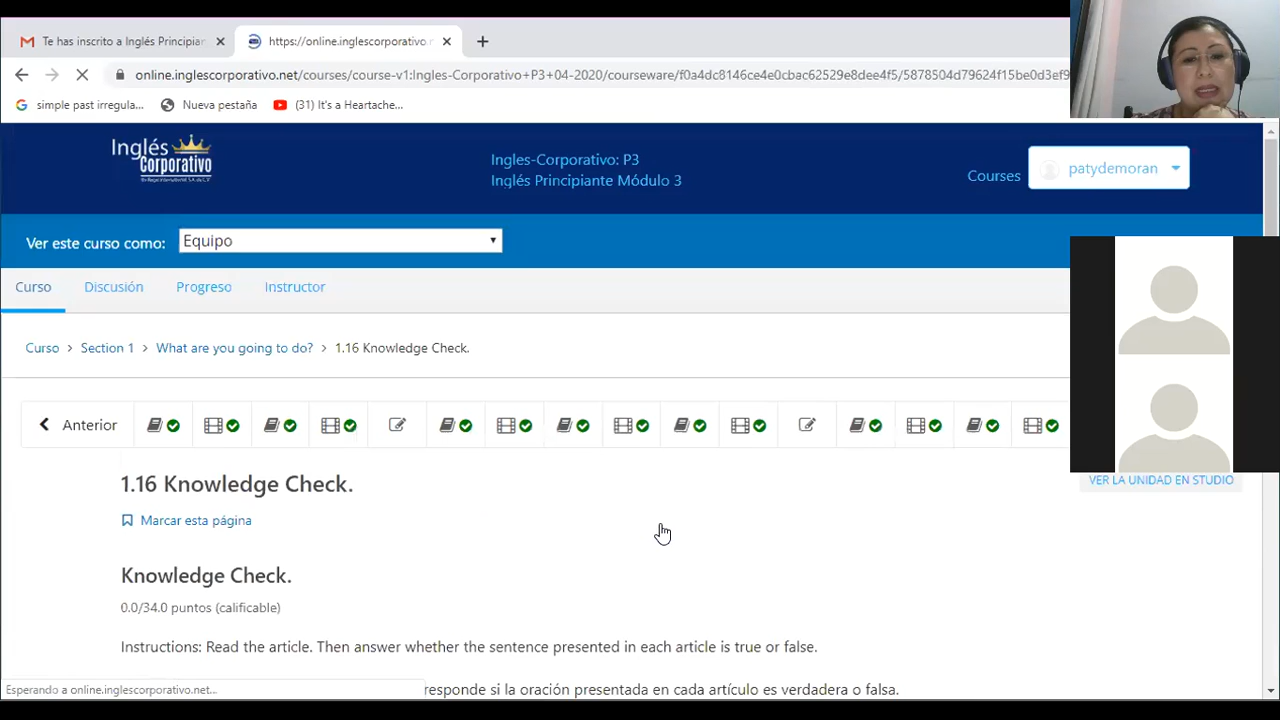 Te has inscrito a Inglés Principian
https://online.inglescorporativo.n
online.inglescorporativo.net/courses/course-v1:Ingles-Corporativo+P3+04-2020/courseware/f0a4dc8146ce4e0cbac62529e8dee4f5/5878504d79624f15be0d3ef9
simple past irregula...
Nueva pestaña
(31) It's a Heartache...
Inglés
Corporativo
Ingles-Corporativo: P3
Inglés Principiante Módulo 3
Courses
patydemoran
Ver este curso como:
Equipo
Curso
Discusión
Progreso
Instructor
Curso > Section 1 > What are you going to do? > 1.16 Knowledge Check.
Anterior
1.16 Knowledge Check.
VER LA UNIDAD EN STUDIO
Marcar esta página
Knowledge Check.
0.0/34.0 puntos (calificable)
Instructions: Read the article. Then answer whether the sentence presented in each article is true or false.
responde si la oración presentada en cada artículo es verdadera o falsa.
Esperando a online.inglescorporativo.net...